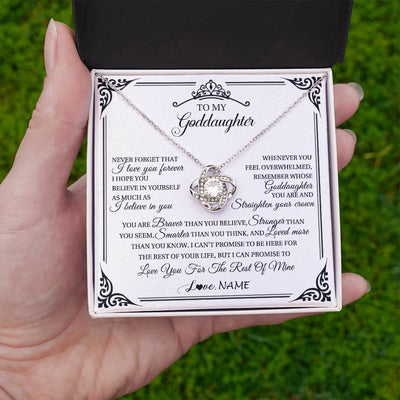 TO MY
Goddaughter
NEVER FORGET THAT
I love you forever
I HOPE YOU
BELIEVE IN YOURSELF
AS MUCH AS
I believe in you
WHENEVER YOU
FEEL OVERWHELMED,
REMEMBER WHOSE
Goddaughter
YOU ARE AND
Straighten your crown
YOU ARE Braver THAN YOU BELIEVE, Stronger THAN
YOU SEEM, Smarter THAN YOU THINK, AND Loved more
THAN YOU KNOW. I CAN'T PROMISE TO BE HERE FOR
THE REST OF YOUR LIFE, BUT I CAN PROMISE TO
Love You For The Rest Of Mine
Love, NAME